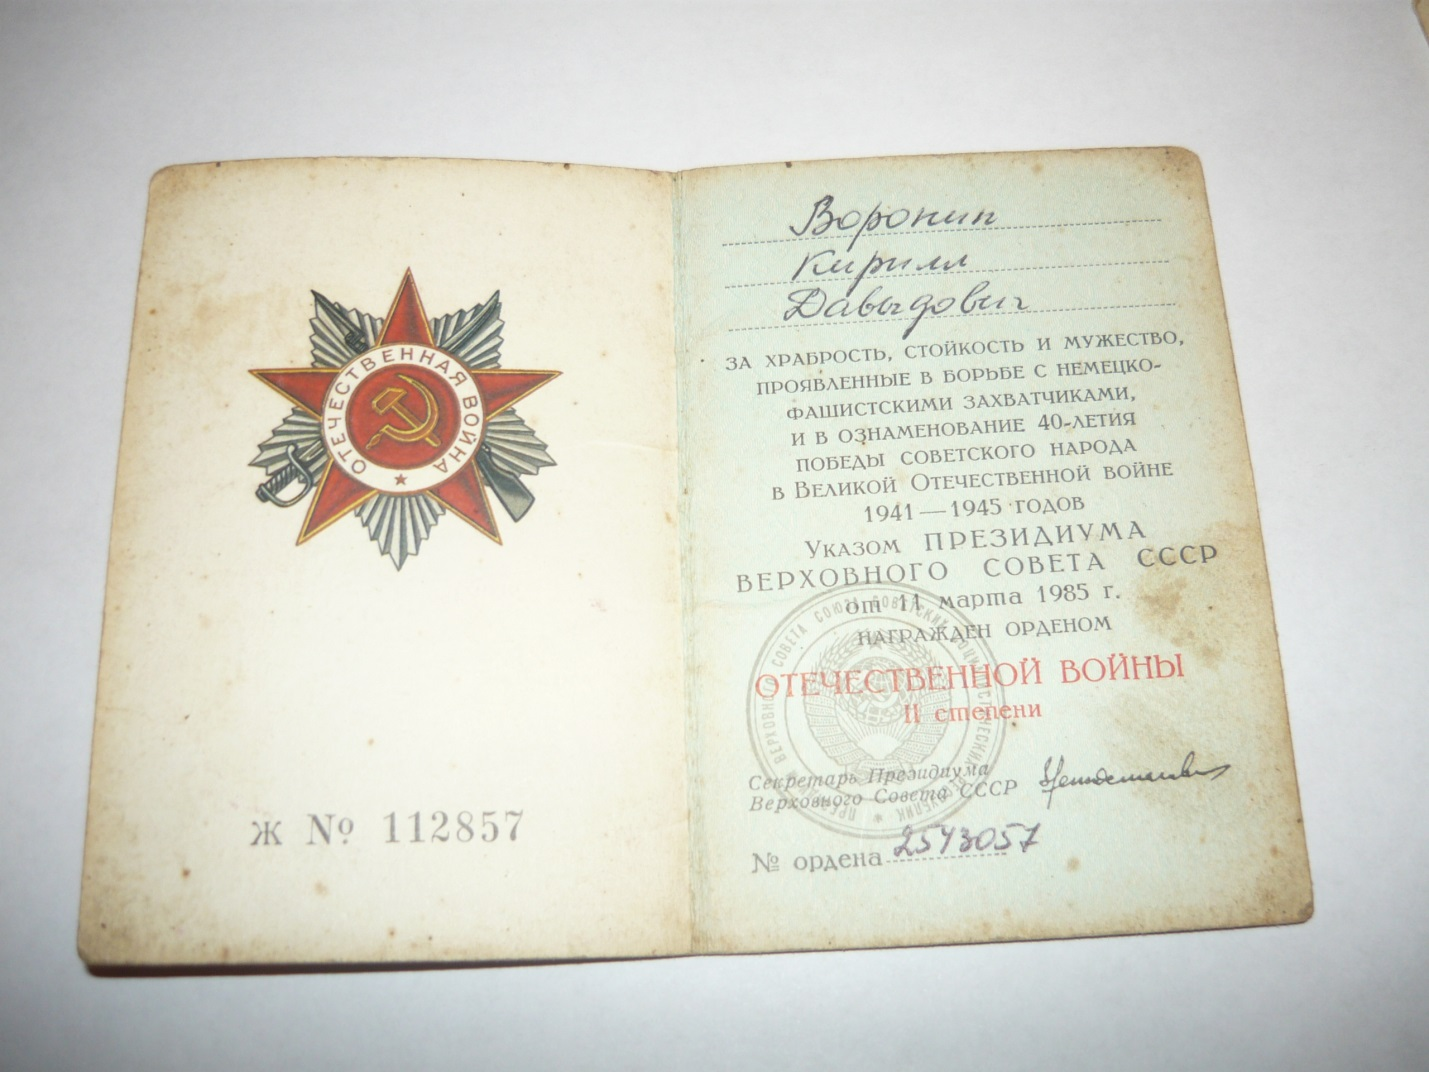 ОТЕЧЕСТВЕННАЯ ВОЙНА
Ж № 112857
Воронин
Кирилл
Давыдович
ЗА ХРАБРОСТЬ, СТОЙКОСТЬ И МУЖЕСТВО,
ПРОЯВЛЕННЫЕ В БОРЬБЕ С НЕМЕЦКО-
ФАШИСТСКИМИ ЗАХВАТЧИКАМИ,
И В ОЗНАМЕНОВАНИЕ 40-ЛЕТИЯ
ПОБЕДЫ СОВЕТСКОГО НАРОДА
В ВЕЛИКОЙ ОТЕЧЕСТВЕННОЙ ВОЙНЕ
1941—1945 ГОДОВ
УКАЗОМ ПРЕЗИДИУМА
ВЕРХОВНОГО СОВЕТА СССР
от 11 марта 1985 г.
НАГРАЖДЕН ОРДЕНОМ
ОТЕЧЕСТВЕННОЙ ВОЙНЫ
II степени
Секретарь Президиума
Верховного Совета СССР
№ ордена 2543057